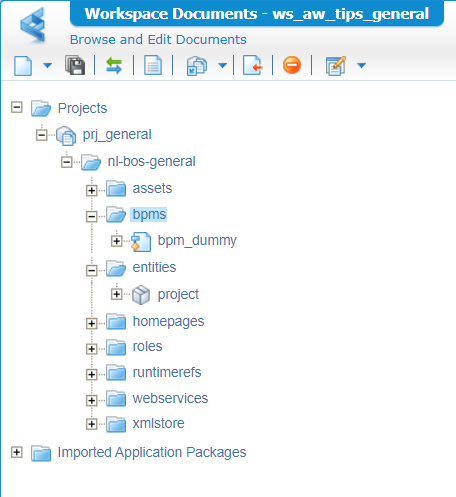 Workspace Documents - ws_aw_tips_general
Browse and Edit Documents
Projects
prj_general
nl-bos-general
assets
bpms
bpm_dummy
entities
project
homepages
roles
runtimerefs
webservices
xmlstore
Imported Application Packages